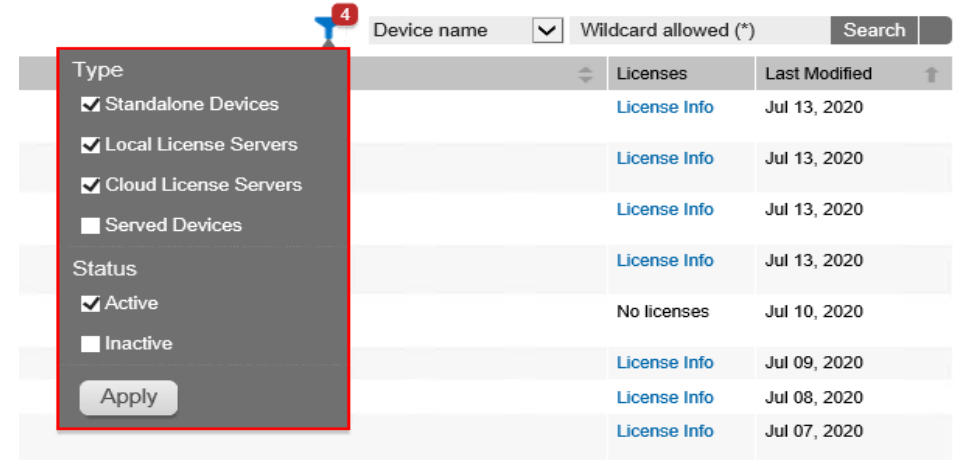 4
Device name Wildcard allowed (*) Search
Type
Standalone Devices
Local License Servers
Cloud License Servers
Served Devices
Status
Active
Inactive
Apply
Licenses Last Modified
License Info Jul 13, 2020
License Info Jul 13, 2020
License Info Jul 13, 2020
License Info Jul 13, 2020
No licenses Jul 10, 2020
License Info Jul 09, 2020
License Info Jul 08, 2020
License Info Jul 07, 2020